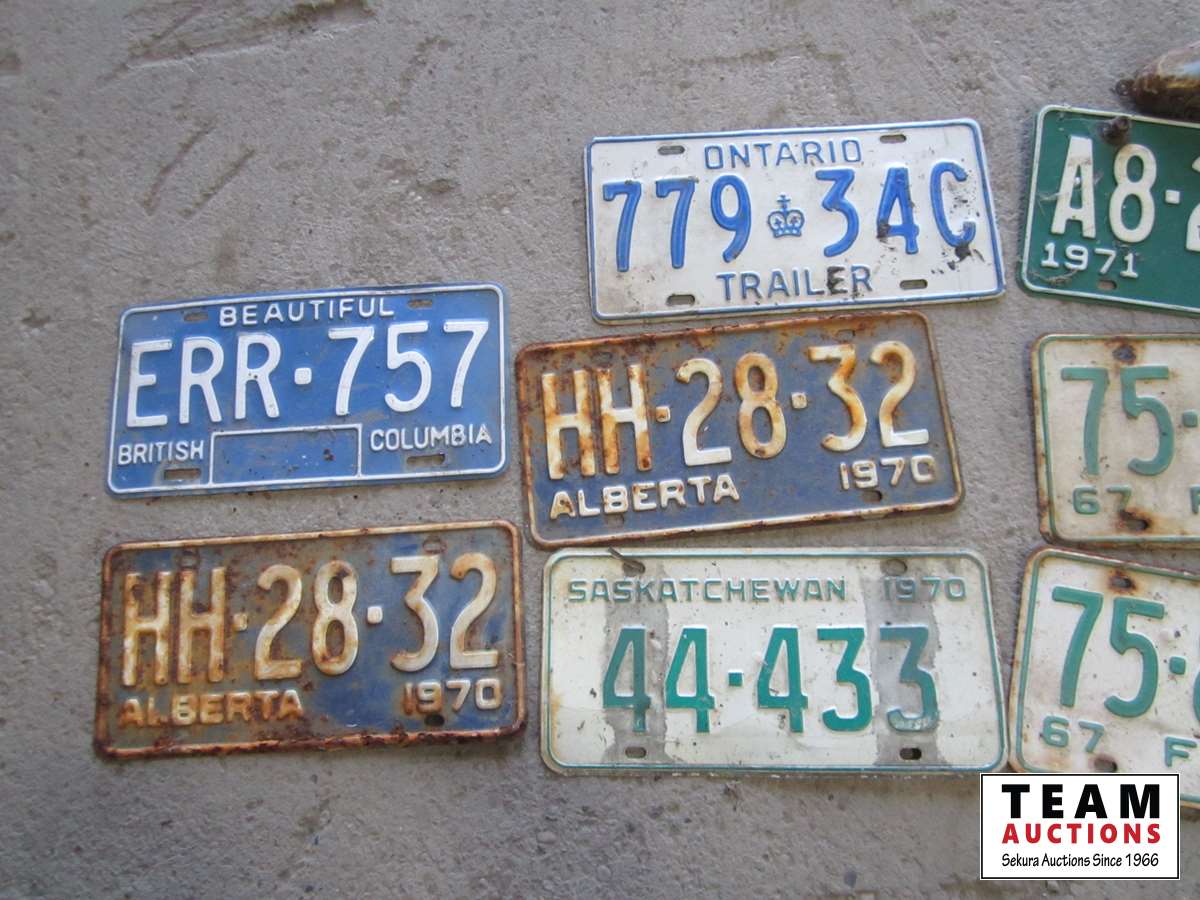 ONTARIO
779 34C
TRAILER
A8·
1971
BEAUTIFUL
ERR·757
BRITISH COLUMBIA
HH·28·32
ALBERTA 1970
75·
67
HH·28·32
ALBERTA 1970
SASKATCHEWAN 1970
44·433
75·
67 F
TEAM
AUCTIONS
Sekura Auctions Since 1966